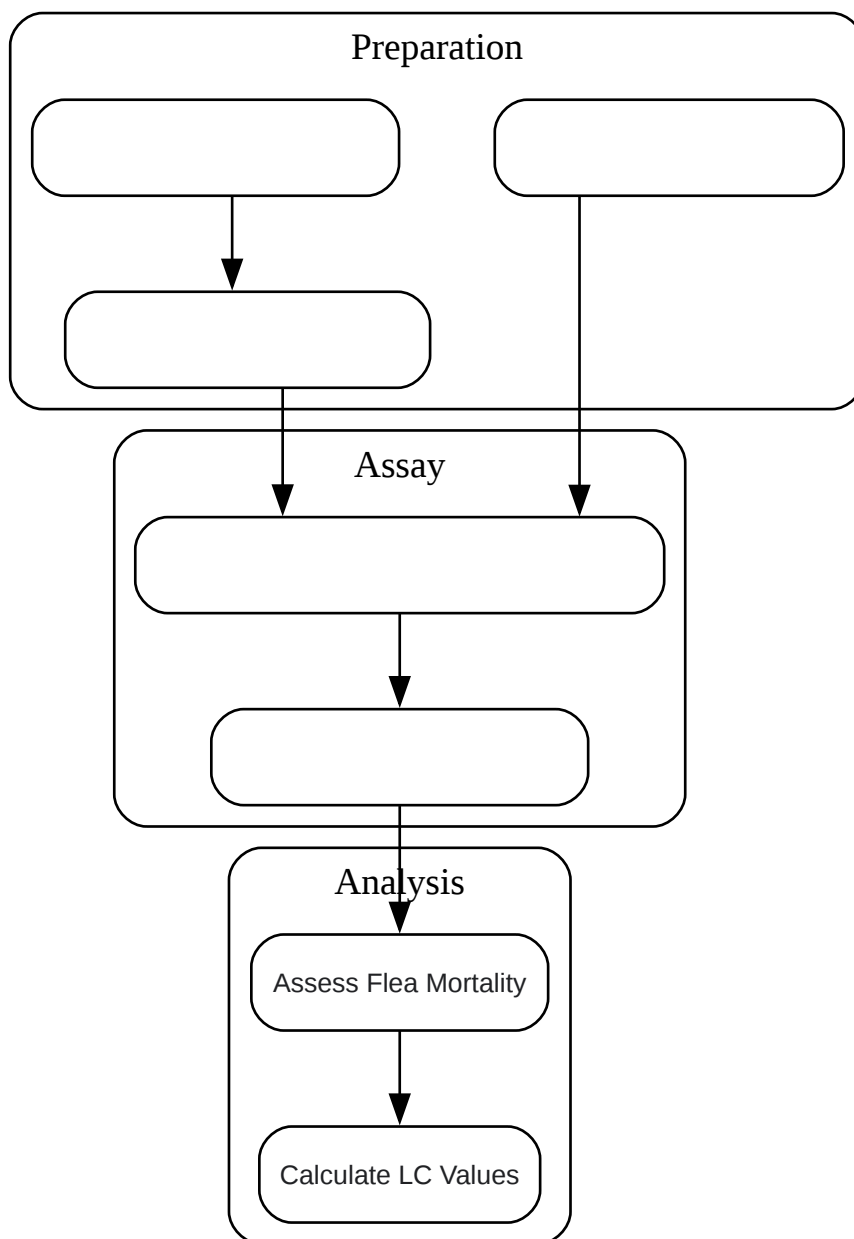 Preparation
Assay
Analysis
Assess Flea Mortality
Calculate LC Values